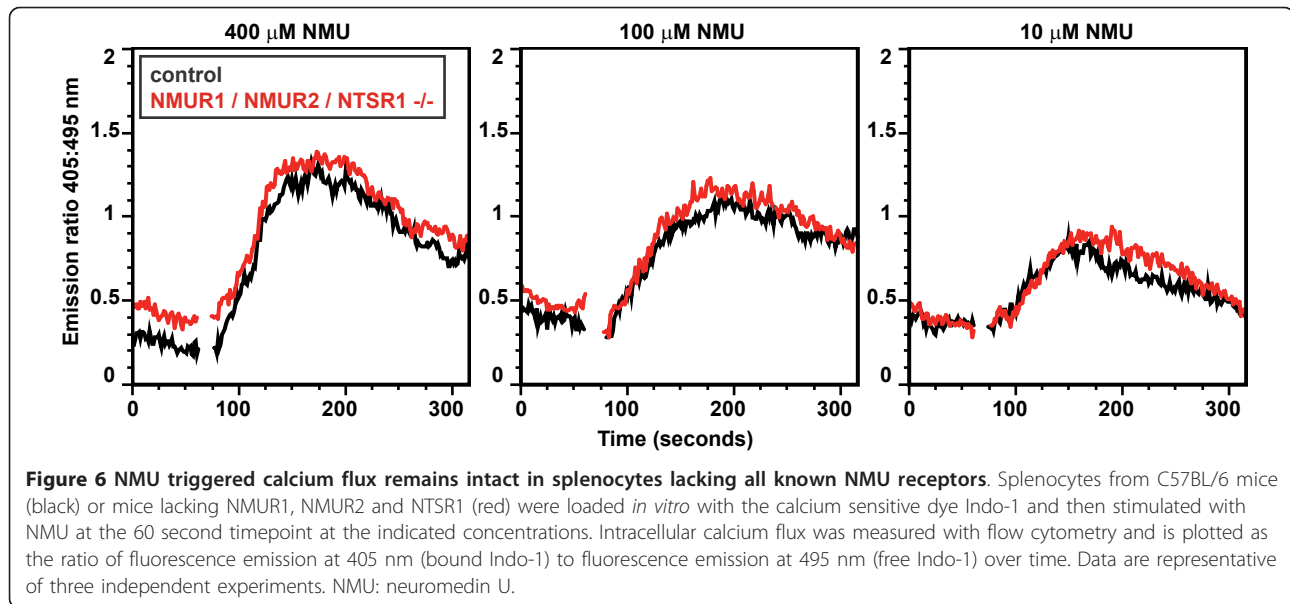 400 μM NMU
100 μM NMU
10 μM NMU
control
NMUR1 / NMUR2 / NTSR1 -/-
Emission ratio 405:495 nm
2
1.5
1
0.5
0
2
1.5
1
0.5
0
2
1.5
1
0.5
0
0 100 200 300
0 100 200 300
0 100 200 300
Time (seconds)
Figure 6 NMU triggered calcium flux remains intact in splenocytes lacking all known NMU receptors. Splenocytes from C57BL/6 mice
(black) or mice lacking NMUR1, NMUR2 and NTSR1 (red) were loaded in vitro with the calcium sensitive dye Indo-1 and then stimulated with
NMU at the 60 second timepoint at the indicated concentrations. Intracellular calcium flux was measured with flow cytometry and is plotted as
the ratio of fluorescence emission at 405 nm (bound Indo-1) to fluorescence emission at 495 nm (free Indo-1) over time. Data are representative
of three independent experiments. NMU: neuromedin U.